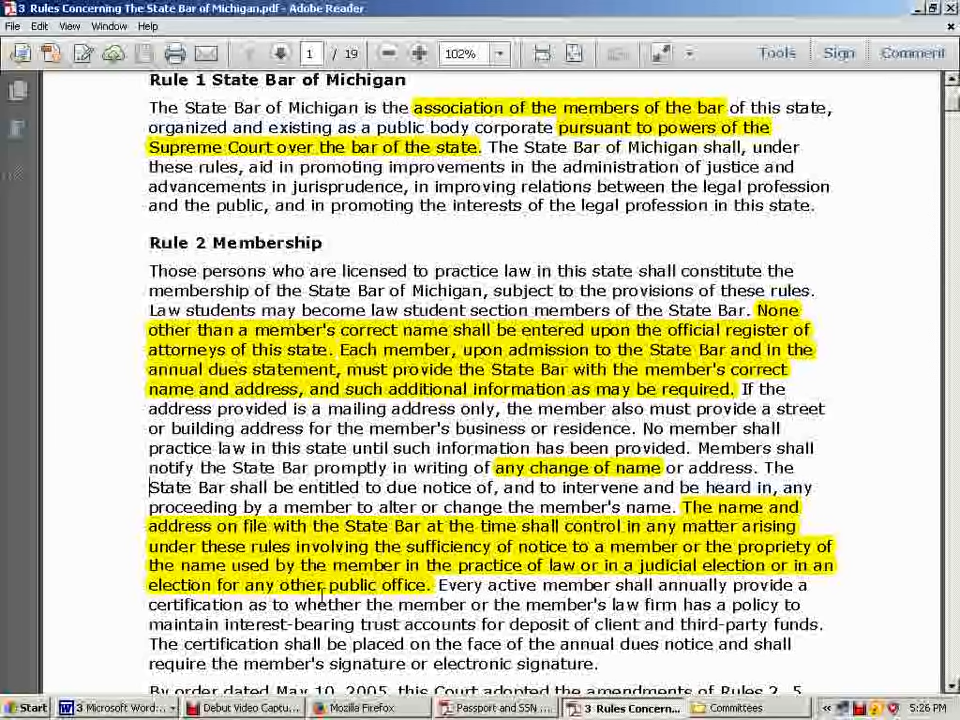 3 Rules Concerning The State Bar of Michigan.pdf - Adobe Reader
File Edit View Window Help
1 / 19 102% Tools Sign Comment
Rule 1 State Bar of Michigan
The State Bar of Michigan is the association of the members of the bar of this state,
organized and existing as a public body corporate pursuant to powers of the
Supreme Court over the bar of the state. The State Bar of Michigan shall, under
these rules, aid in promoting improvements in the administration of justice and
advancements in jurisprudence, in improving relations between the legal profession
and the public, and in promoting the interests of the legal profession in this state.
Rule 2 Membership
Those persons who are licensed to practice law in this state shall constitute the
membership of the State Bar of Michigan, subject to the provisions of these rules.
Law students may become law student section members of the State Bar. None
other than a member's correct name shall be entered upon the official register of
attorneys of this state. Each member, upon admission to the State Bar and in the
annual dues statement, must provide the State Bar with the member's correct
name and address, and such additional information as may be required. If the
address provided is a mailing address only, the member also must provide a street
or building address for the member's business or residence. No member shall
practice law in this state until such information has been provided. Members shall
notify the State Bar promptly in writing of any change of name or address. The
State Bar shall be entitled to due notice of, and to intervene and be heard in, any
proceeding by a member to alter or change the member's name. The name and
address on file with the State Bar at the time shall control in any matter arising
under these rules involving the sufficiency of notice to a member or the propriety of
the name used by the member in the practice of law or in a judicial election or in an
election for any other public office. Every active member shall annually provide a
certification as to whether the member or the member's law firm has a policy to
maintain interest-bearing trust accounts for deposit of client and third-party funds.
The certification shall be placed on the face of the annual dues notice and shall
require the member's signature or electronic signature.
By order dated May 10, 2005, this Court adopted the amendments of Rules 2, 5
Start 3 Microsoft Word... Debut Video Captu... Mozilla Firefox Passport and SSN ... 3 Rules Concern... Committees « 5:26 PM